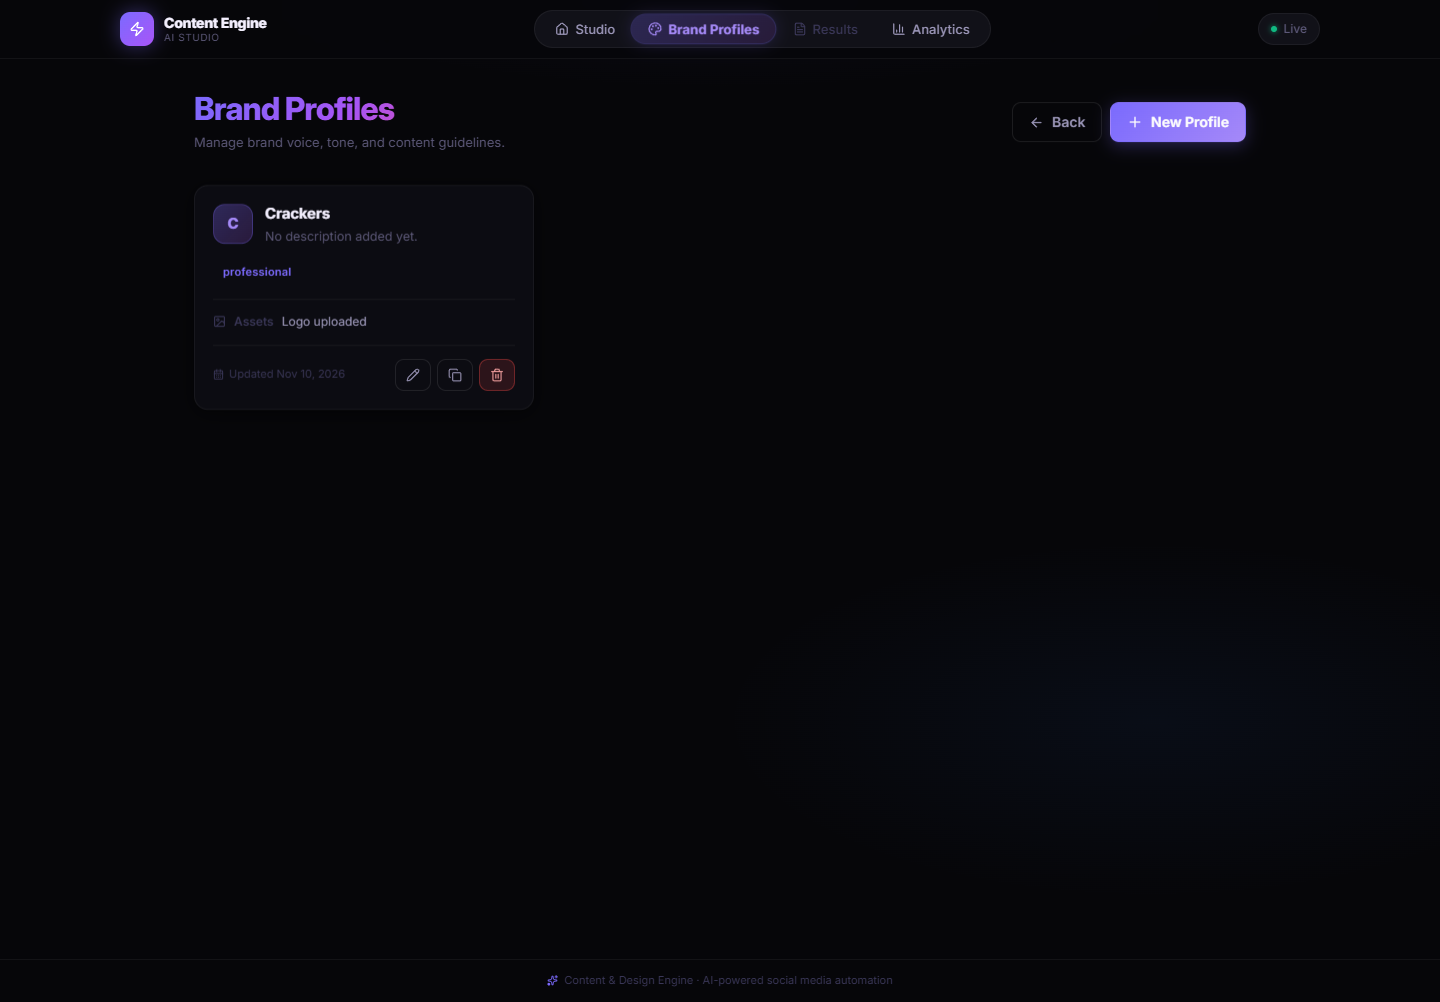 Content Engine
AI STUDIO
Studio
Brand Profiles
Results
Analytics
Live
Brand Profiles
Manage brand voice, tone, and content guidelines.
Back
New Profile
C
Crackers
No description added yet.
professional
Assets Logo uploaded
Updated Nov 10, 2026
Content & Design Engine · AI-powered social media automation